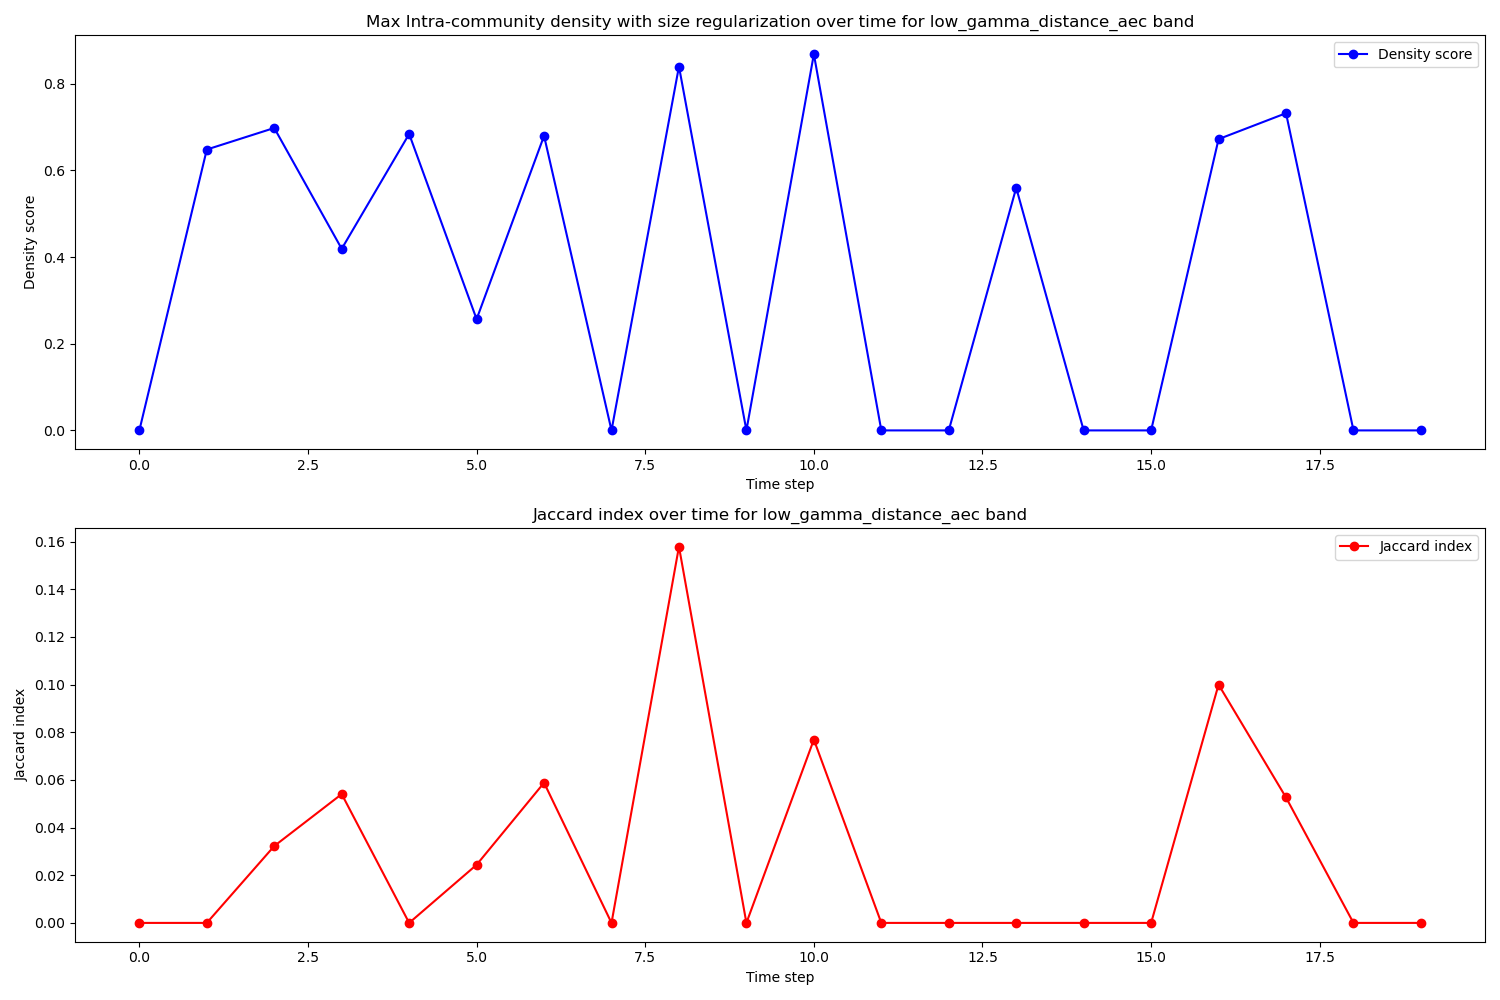 Max Intra-community density with size regularization over time for low_gamma_distance_aec band
Density score
0.8
0.6
0.4
0.2
0.0
Density score
0.0 2.5 5.0 7.5 10.0 12.5 15.0 17.5
Time step
Jaccard index over time for low_gamma_distance_aec band
Jaccard index
0.16
0.14
0.12
0.10
0.08
0.06
0.04
0.02
0.00
Jaccard index
0.0 2.5 5.0 7.5 10.0 12.5 15.0 17.5
Time step